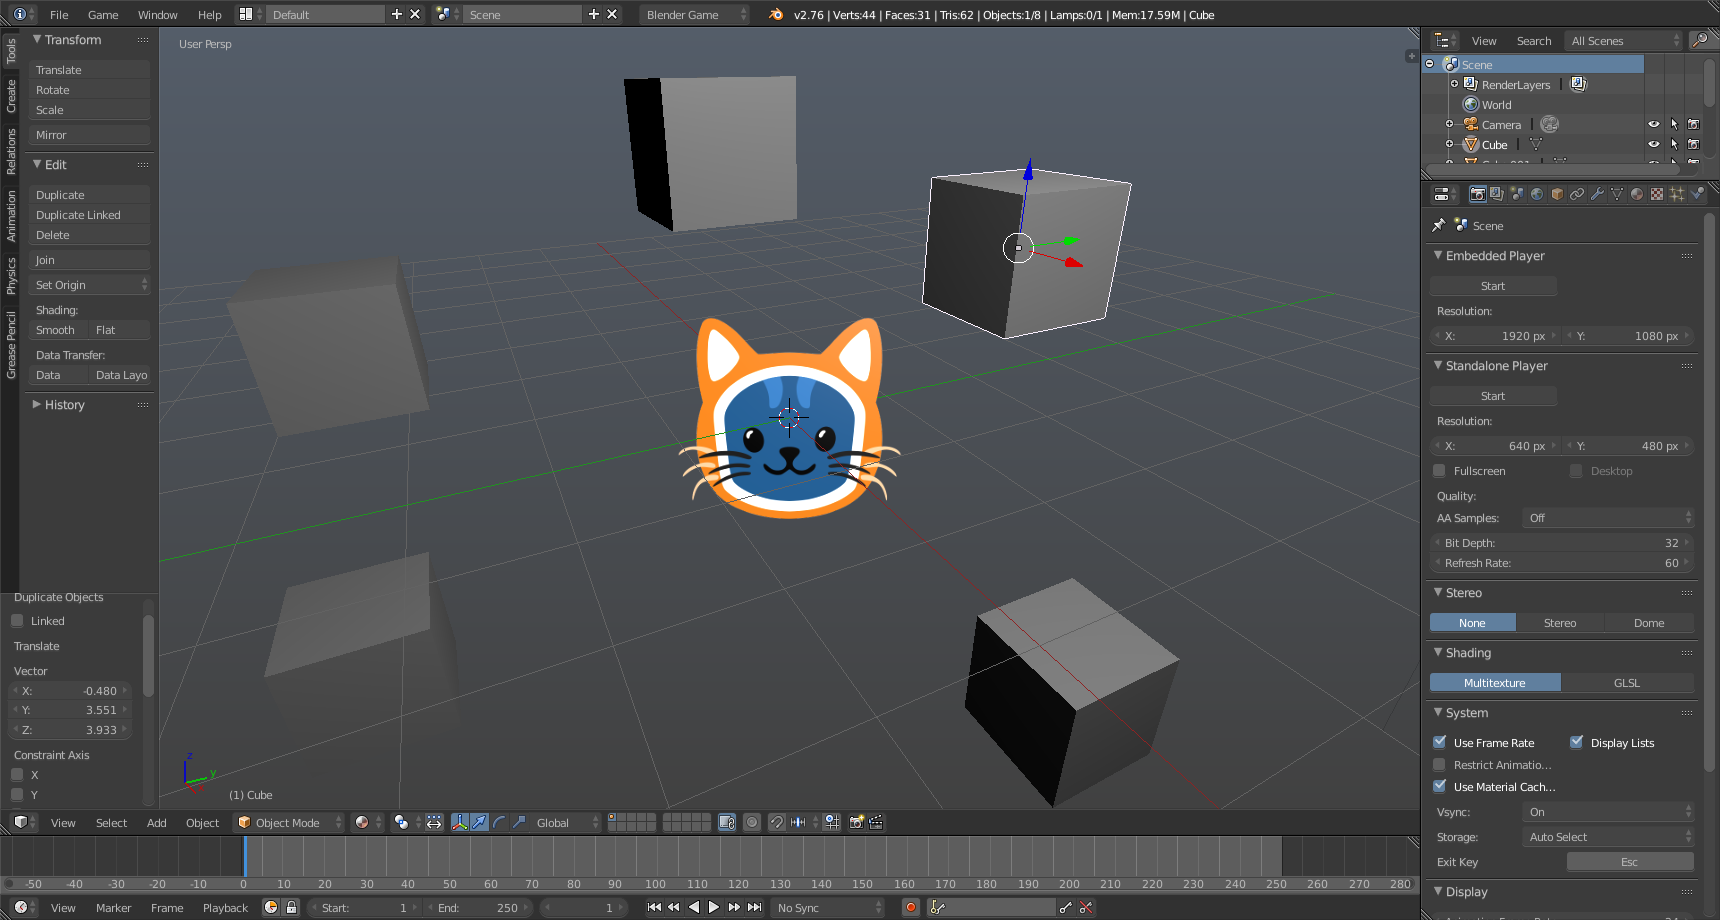 File Game Window Help Default Scene Blender Game v2.76 | Verts:44 | Faces:31 | Tris:62 | Objects:1/8 | Lamps:0/1 | Mem:17.59M | Cube
Tools
Create
Relations
Animation
Physics
Grease Pencil
Transform
Translate
Rotate
Scale
Mirror
Edit
Duplicate
Duplicate Linked
Delete
Join
Set Origin
Shading:
Smooth Flat
Data Transfer:
Data Data Layo
History
Duplicate Objects
Linked
Translate
Vector
X: -0.480
Y: 3.551
Z: 3.933
Constraint Axis
X
Y
User Persp
z
y
(1) Cube
View Select Add Object Object Mode Global
-50 -40 -30 -20 -10 0 10 20 30 40 50 60 70 80 90 100 110 120 130 140 150 160 170 180 190 200 210 220 230 240 250 260 270 280
View Marker Frame Playback Start: 1 End: 250 1 No Sync
View Search All Scenes
Scene
RenderLayers |
World
Camera |
Cube |
Scene
Embedded Player
Start
Resolution:
X: 1920 px Y: 1080 px
Standalone Player
Start
Resolution:
X: 640 px Y: 480 px
Fullscreen Desktop
Quality:
AA Samples: Off
Bit Depth: 32
Refresh Rate: 60
Stereo
None Stereo Dome
Shading
Multitexture GLSL
System
Use Frame Rate Display Lists
Restrict Animatio...
Use Material Cach...
Vsync: On
Storage: Auto Select
Exit Key Esc
Display